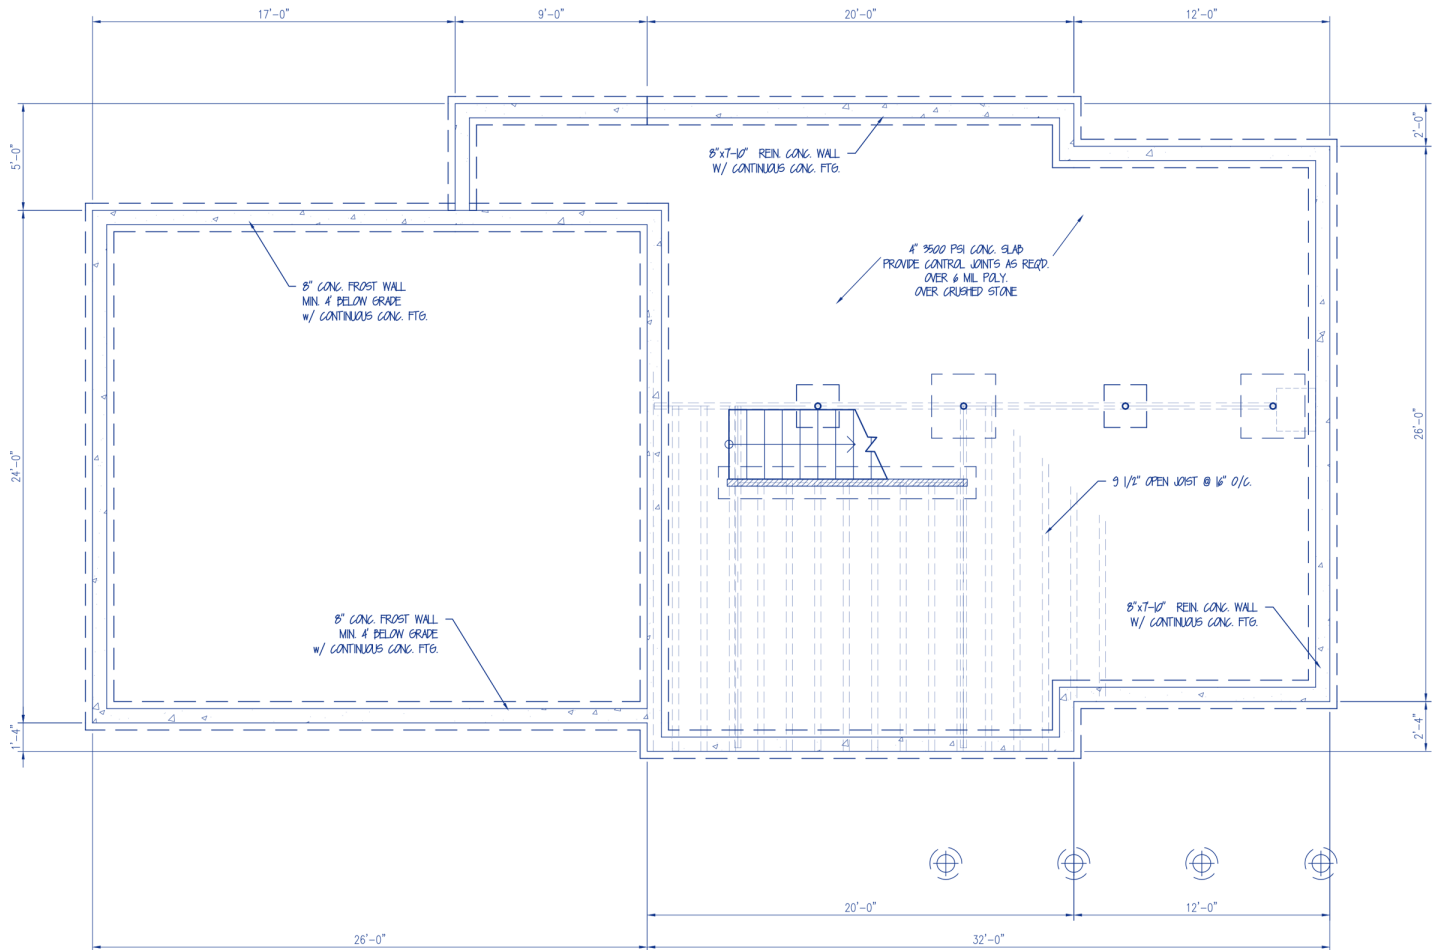 17'-0"
9'-0"
20'-0"
12'-0"
5'-0"
2'-0"
8"x7-10" REIN. CONC. WALL
W/ CONTINUOUS CONC. FTG.
4" 3500 PSI CONC. SLAB
PROVIDE CONTROL JOINTS AS REQD.
OVER 6 MIL POLY.
OVER CRUSHED STONE
8" CONC. FROST WALL
MIN. 4' BELOW GRADE
w/ CONTINUOUS CONC. FTG.
24'-0
26'-0"
9 1/2" OPEN JOIST @ 16" O/C.
8" CONC. FROST WALL
MIN. 4' BELOW GRADE
w/ CONTINUOUS CONC. FTG.
8"x7-10" REIN. CONC. WALL
W/ CONTINUOUS CONC. FTG.
1'-4"
2'-4"
20'-0"
12'-0"
26'-0"
32'-0"